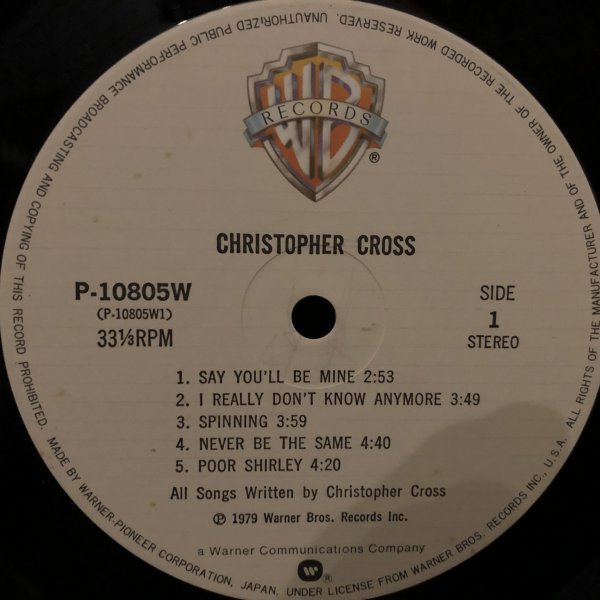 WB
RECORDS
®
CHRISTOPHER CROSS
P-10805W
(P-10805W1)
33⅓RPM
SIDE
1
STEREO
1. SAY YOU'LL BE MINE 2:53
2. I REALLY DON'T KNOW ANYMORE 3:49
3. SPINNING 3:59
4. NEVER BE THE SAME 4:40
5. POOR SHIRLEY 4:20
All Songs Written by Christopher Cross
℗ 1979 Warner Bros. Records Inc.
a Warner Communications Company
®
MADE BY WARNER-PIONEER CORPORATION, JAPAN, UNDER LICENSE FROM WARNER BROS. RECORDS INC., U.S.A. ALL RIGHTS OF THE MANUFACTURER AND OF THE OWNER OF THE RECORDED WORK RESERVED. UNAUTHORIZED PUBLIC PERFORMANCE BROADCASTING AND COPYING OF THIS RECORD PROHIBITED.